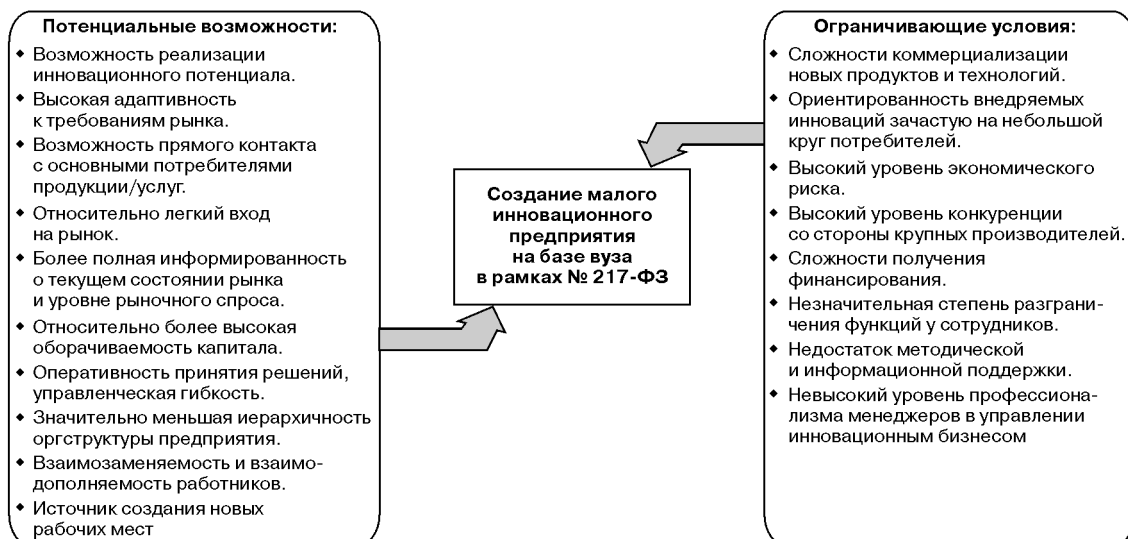 Потенциальные возможности:
◆ Возможность реализации
инновационного потенциала.
◆ Высокая адаптивность
к требованиям рынка.
◆ Возможность прямого контакта
с основными потребителями
продукции/услуг.
◆ Относительно легкий вход
на рынок.
◆ Более полная информированность
о текущем состоянии рынка
и уровне рыночного спроса.
◆ Относительно более высокая
оборачиваемость капитала.
◆ Оперативность принятия решений,
управленческая гибкость.
◆ Значительно меньшая иерархичность
оргструктуры предприятия.
◆ Взаимозаменяемость и взаимо-
дополняемость работников.
◆ Источник создания новых
рабочих мест
Создание малого
инновационного
предприятия
на базе вуза
в рамках № 217-ФЗ
Ограничивающие условия:
◆ Сложности коммерциализации
новых продуктов и технологий.
◆ Ориентированность внедряемых
инноваций зачастую на небольшой
круг потребителей.
◆ Высокий уровень экономического
риска.
◆ Высокий уровень конкуренции
со стороны крупных производителей.
◆ Сложности получения
финансирования.
◆ Незначительная степень разграни-
чения функций у сотрудников.
◆ Недостаток методической
и информационной поддержки.
◆ Невысокий уровень профессиона-
лизма менеджеров в управлении
инновационным бизнесом